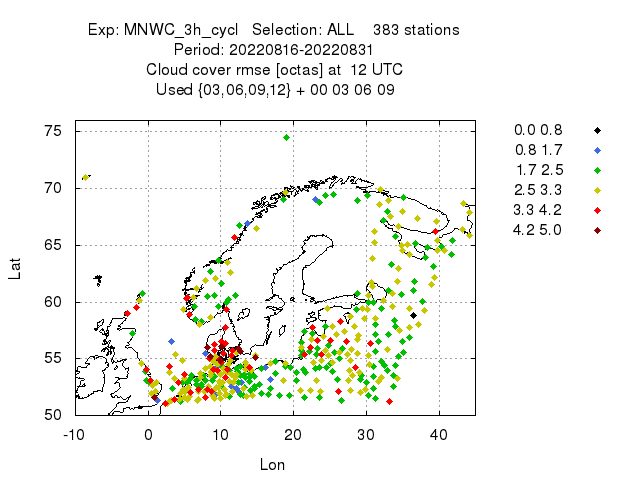 Exp: MNWC_3h_cycl   Selection: ALL    383 stations
Period: 20220816-20220831
Cloud cover rmse [octas] at  12 UTC
Used {03,06,09,12} + 00 03 06 09
75
70
65
60
55
50
Lat
-10 0 10 20 30 40
Lon
0.0 0.8
0.8 1.7
1.7 2.5
2.5 3.3
3.3 4.2
4.2 5.0